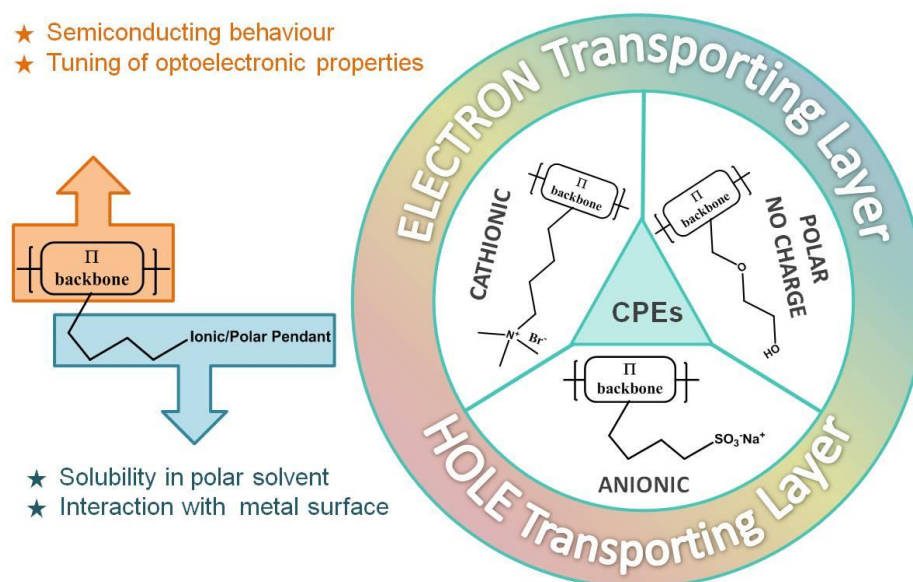 ★ Semiconducting behaviour
★ Tuning of optoelectronic properties
Π
backbone
Ionic/Polar Pendant
★ Solubility in polar solvent
★ Interaction with metal surface
ELECTRON Transporting Layer
CATHIONIC
Π
backbone
N⁺
Br⁻
Π
backbone
O
HO
POLAR
NO CHARGE
CPEs
Π
backbone
SO₃⁻Na⁺
ANIONIC
HOLE Transporting Layer